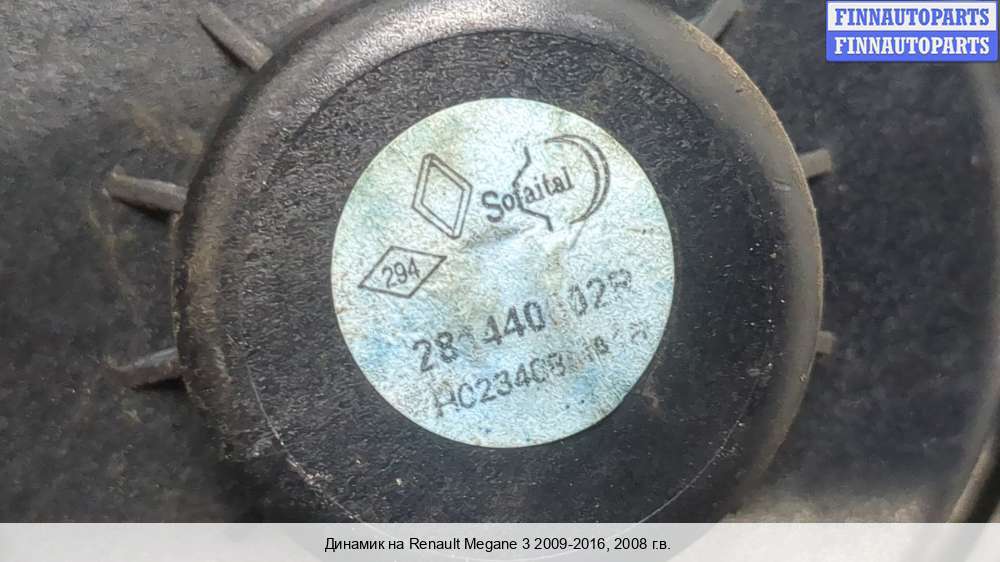 FINNAUTOPARTS
FINNAUTOPARTS
Sofaital
294
Динамик на Renault Megane 3 2009-2016, 2008 г.в.